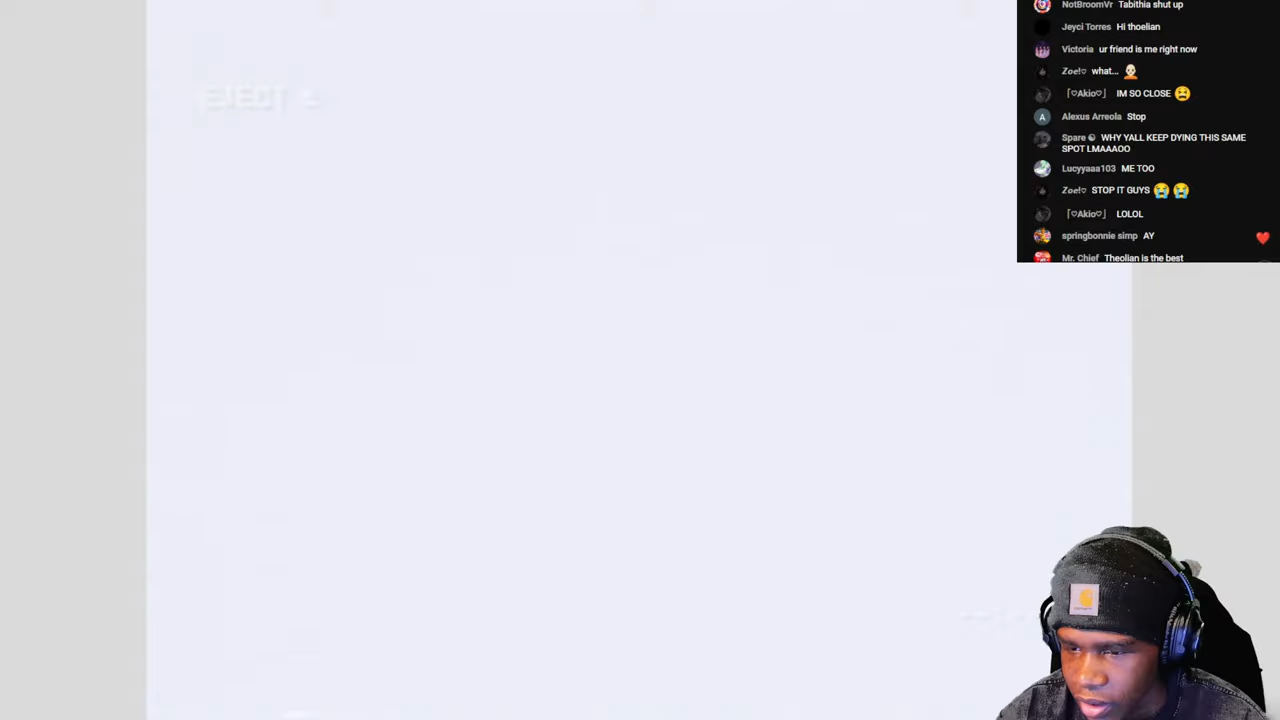 NotBroomVr Tabithia shut up
Jeyci Torres Hi thoelian
Victoria ur friend is me right now
Zoe!♡ what... 🧑🏻‍🦲
EJECT
「♡Akio♡」 IM SO CLOSE 😫
A Alexus Arreola Stop
Spare WHY YALL KEEP DYING THIS SAME
SPOT LMAAAOO
Lucyyaaa103 ME TOO
Zoe!♡ STOP IT GUYS 😭😭
「♡Akio♡」 LOLOL
springbonnie simp AY
Mr. Chief Theolian is the best